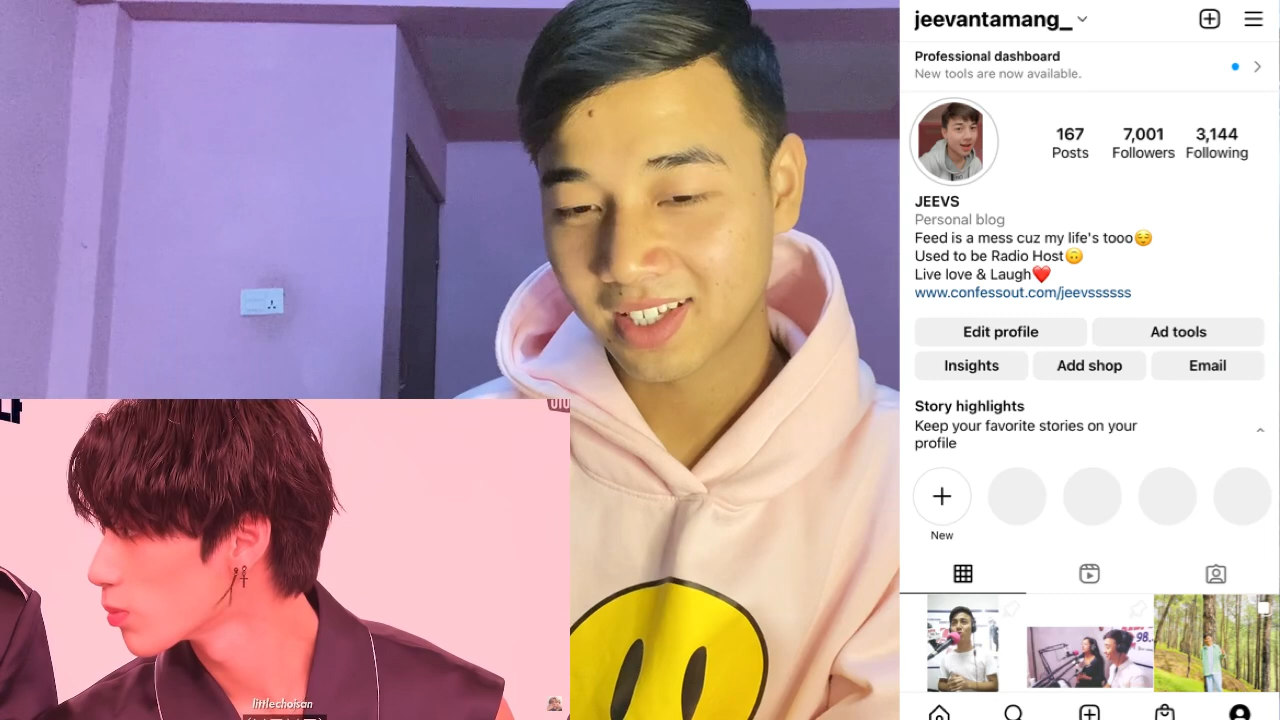 jeevantamang_
Professional dashboard
New tools are now available.
167
Posts
7,001
Followers
3,144
Following
JEEVS
Personal blog
Feed is a mess cuz my life's tooo😌
Used to be Radio Host🙃
Live love & Laugh❤️
www.confessout.com/jeevssssss
Edit profile
Ad tools
Insights
Add shop
Email
Story highlights
Keep your favorite stories on your
profile
New
98.
littlechoisan